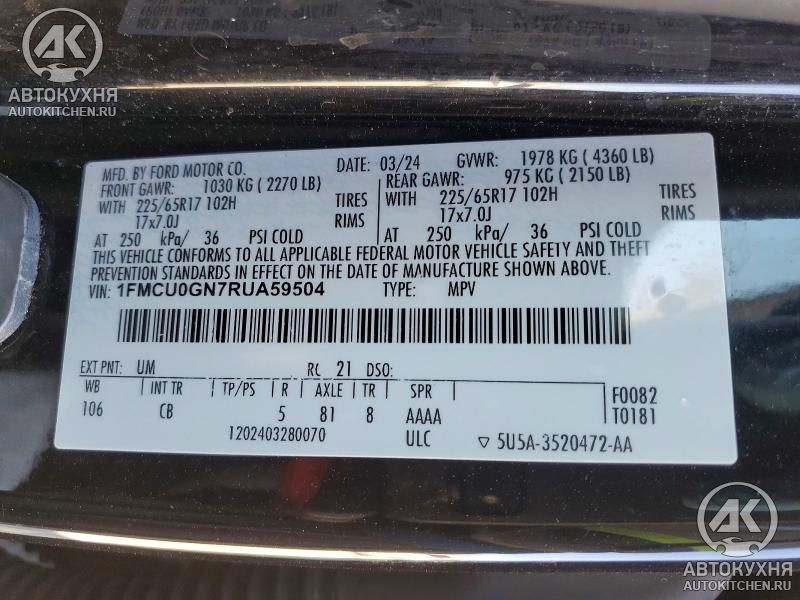 AK
АВТОКУХНЯ
AUTOKITCHEN.RU
MFD. BY FORD MOTOR CO. DATE: 03/24 GVWR: 1978 KG ( 4360 LB)
FRONT GAWR: 1030 KG ( 2270 LB) REAR GAWR: 975 KG ( 2150 LB)
WITH 225/65R17 102H TIRES WITH 225/65R17 102H TIRES
17x7.0J RIMS 17x7.0J RIMS
AT 250 kPa/ 36 PSI COLD AT 250 kPa/ 36 PSI COLD
THIS VEHICLE CONFORMS TO ALL APPLICABLE FEDERAL MOTOR VEHICLE SAFETY AND THEFT
PREVENTION STANDARDS IN EFFECT ON THE DATE OF MANUFACTURE SHOWN ABOVE.
VIN: 1FMCU0GN7RUA59504 TYPE: MPV
EXT PNT: UM RC: 21 DSO:
WB INT TR TP/PS R AXLE TR SPR F0082
106 CB 5 81 8 AAAA T0181
1202403280070 ULC ▽ 5U5A-3520472-AA
AK
АВТОКУХНЯ
AUTOKITCHEN.RU